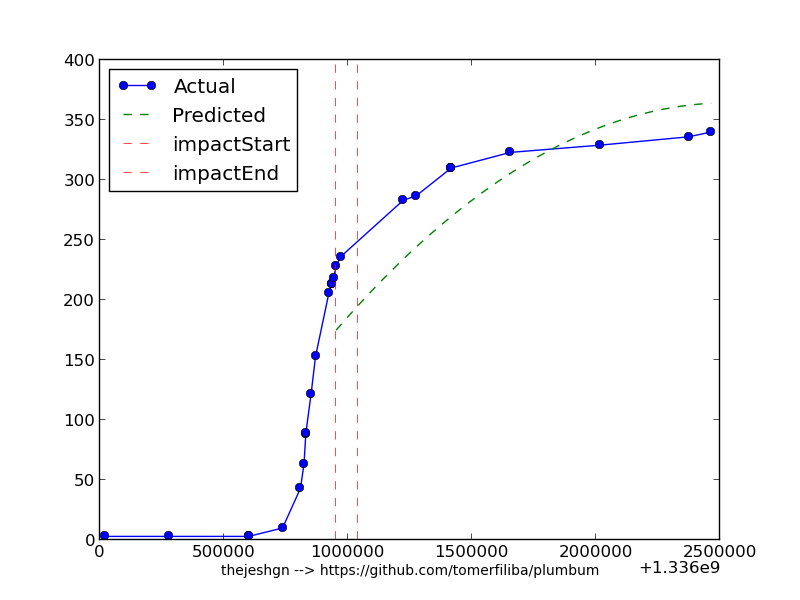 400
350
300
250
200
150
100
50
0
Actual
Predicted
impactStart
impactEnd
0 500000 1000000 1500000 2000000 2500000
thejeshgn --> https://github.com/tomerfiliba/plumbum +1.336e9